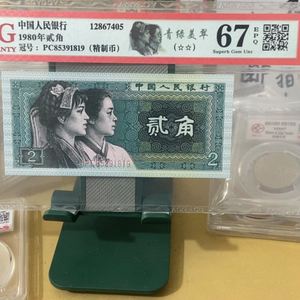 G
中国人民银行
12867405
1980年贰角
冠号：PC85391819（精制币）
青绿美翠
（☆☆）
67 EPQ
Superb Gem Unc
中国人民银行
贰角
PC85391819
2
2